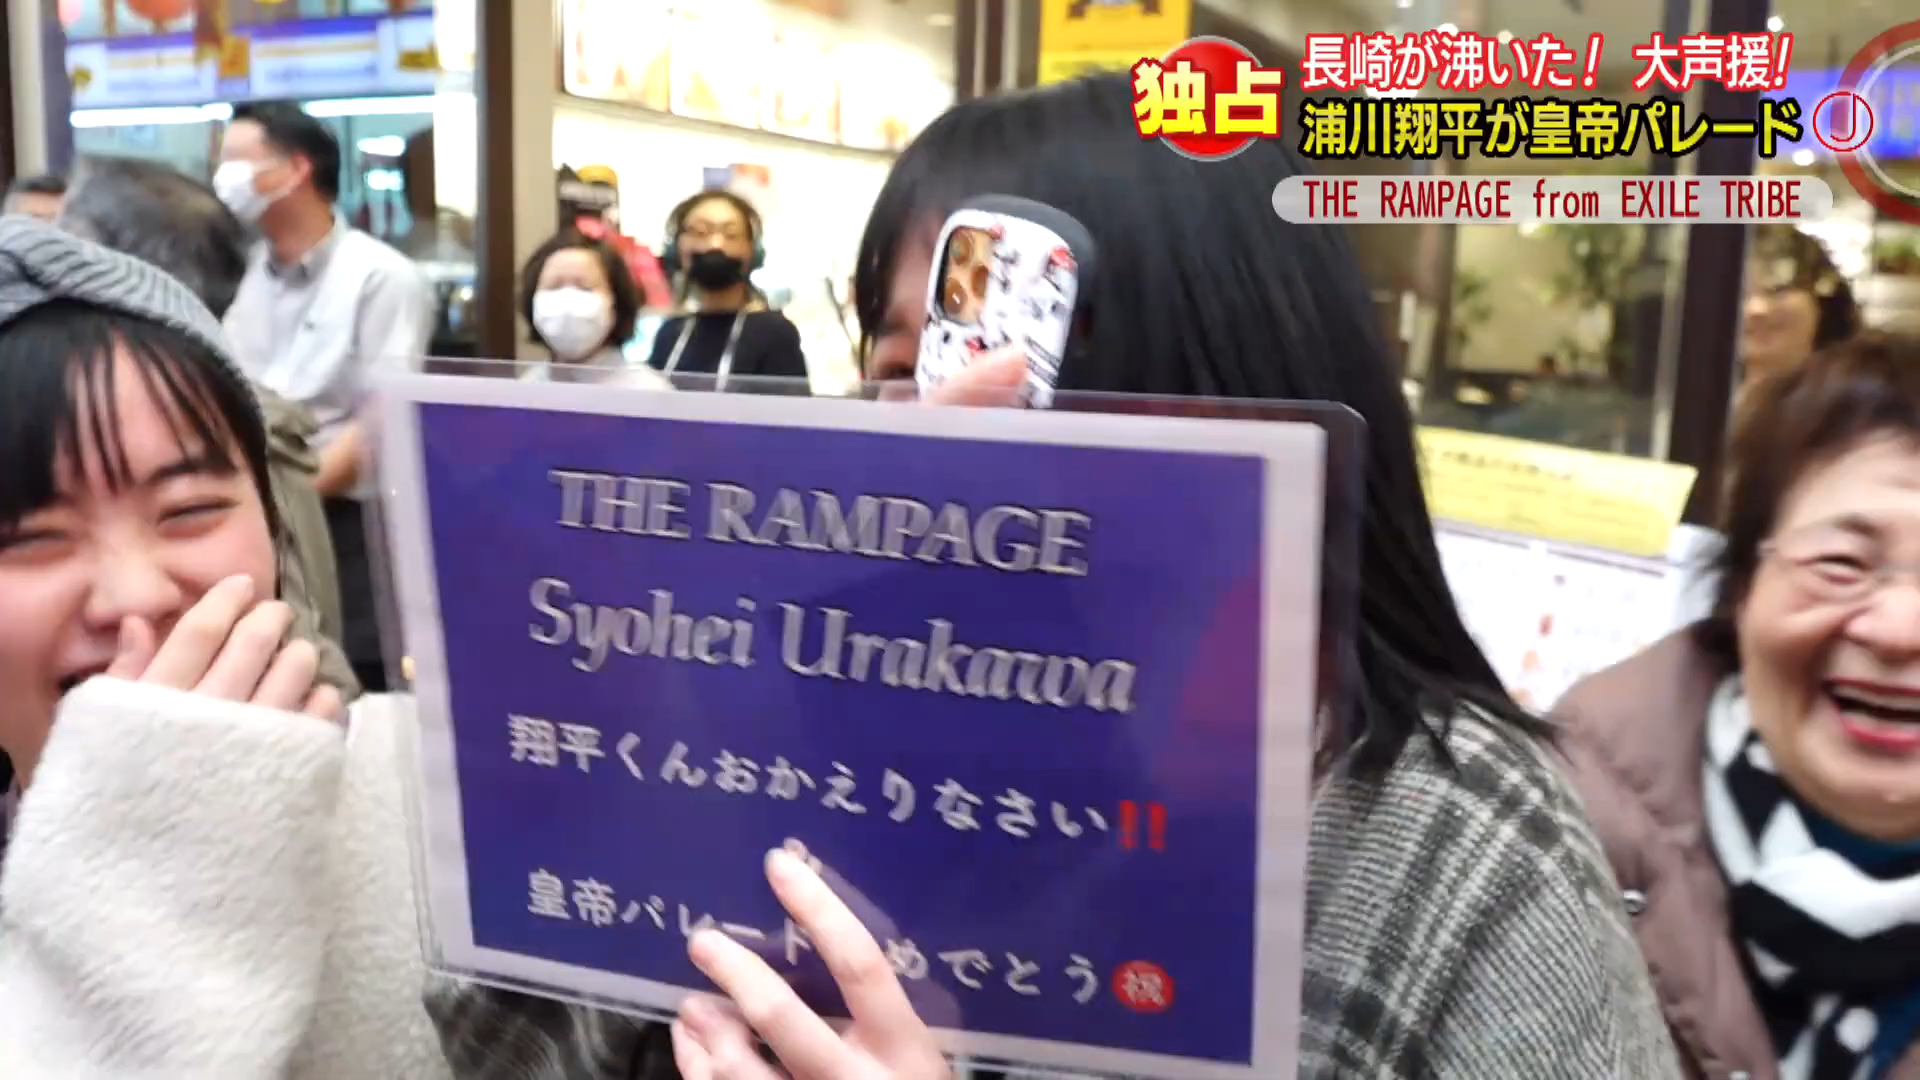 独占
長崎が沸いた! 大声援!
浦川翔平が皇帝パレード J
THE RAMPAGE from EXILE TRIBE
THE RAMPAGE
Syohei Urakawa
翔平くんおかえりなさい!!
皇帝パレード めでとう 祝